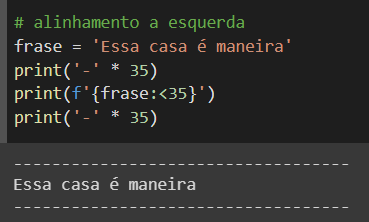 # alinhamento a esquerda
frase = 'Essa casa é maneira'
print('-' * 35)
print(f'{frase:<35}')
print('-' * 35)
-----------------------------------
Essa casa é maneira
-----------------------------------